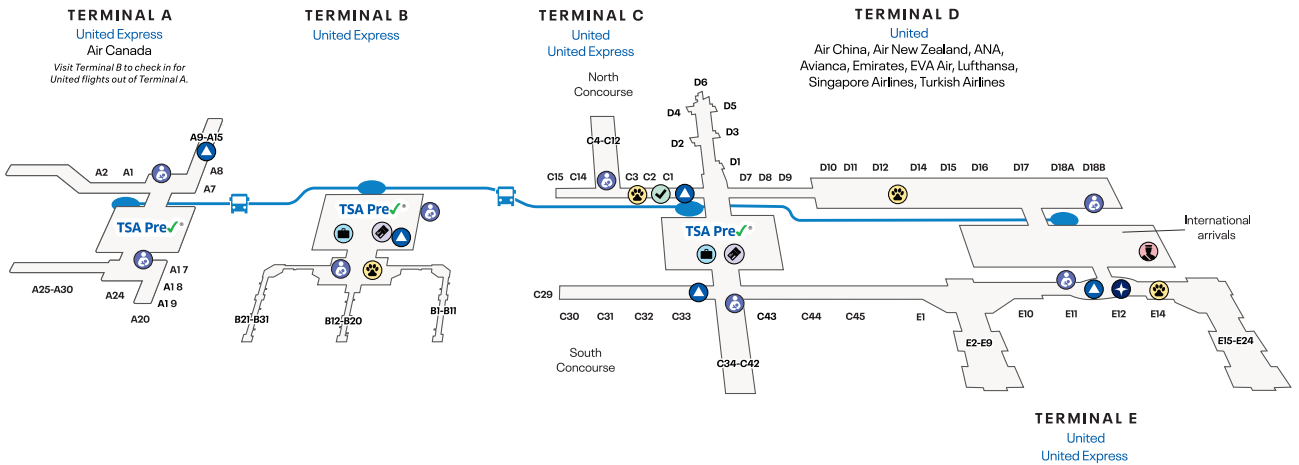 TERMINAL A
United Express
Air Canada
Visit Terminal B to check in for
United flights out of Terminal A.
TERMINAL B
United Express
TERMINAL C
United
United Express
TERMINAL D
United
Air China, Air New Zealand, ANA,
Avianca, Emirates, EVA Air, Lufthansa,
Singapore Airlines, Turkish Airlines
North
Concourse
D6
D4
D5
D3
D2
D1
A9-A15
C4-C12
A2
A1
A8
A7
C15
C14
C3
C2
C1
D7
D8
D9
D10
D11
D12
D14
D15
D16
D17
D18A
D18B
TSA Pre✓®
TSA Pre✓®
TSA Pre✓®
International
arrivals
A17
A18
A19
A20
A24
A25-A30
B21-B31
B12-B20
B1-B11
C29
C30
C31
C32
C33
C43
C44
C45
E1
E10
E11
E12
E14
E2-E9
E15-E24
C34-C42
South
Concourse
TERMINAL E
United
United Express